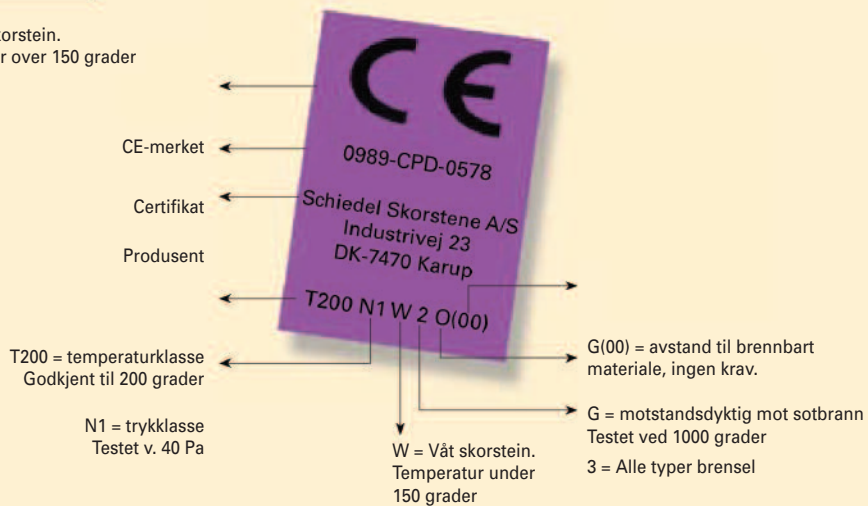 korstein.
r over 150 grader
CE
CE-merket
0989-CPD-0578
Certifikat
Schiedel Skorstene A/S
Industrivej 23
DK-7470 Karup
Produsent
T200 N1 W 2 O(00)
T200 = temperaturklasse
Godkjent til 200 grader
N1 = trykklasse
Testet v. 40 Pa
W = Våt skorstein.
Temperatur under
150 grader
G(00) = avstand til brennbart
materiale, ingen krav.
G = motstandsdyktig mot sotbrann
Testet ved 1000 grader
3 = Alle typer brensel